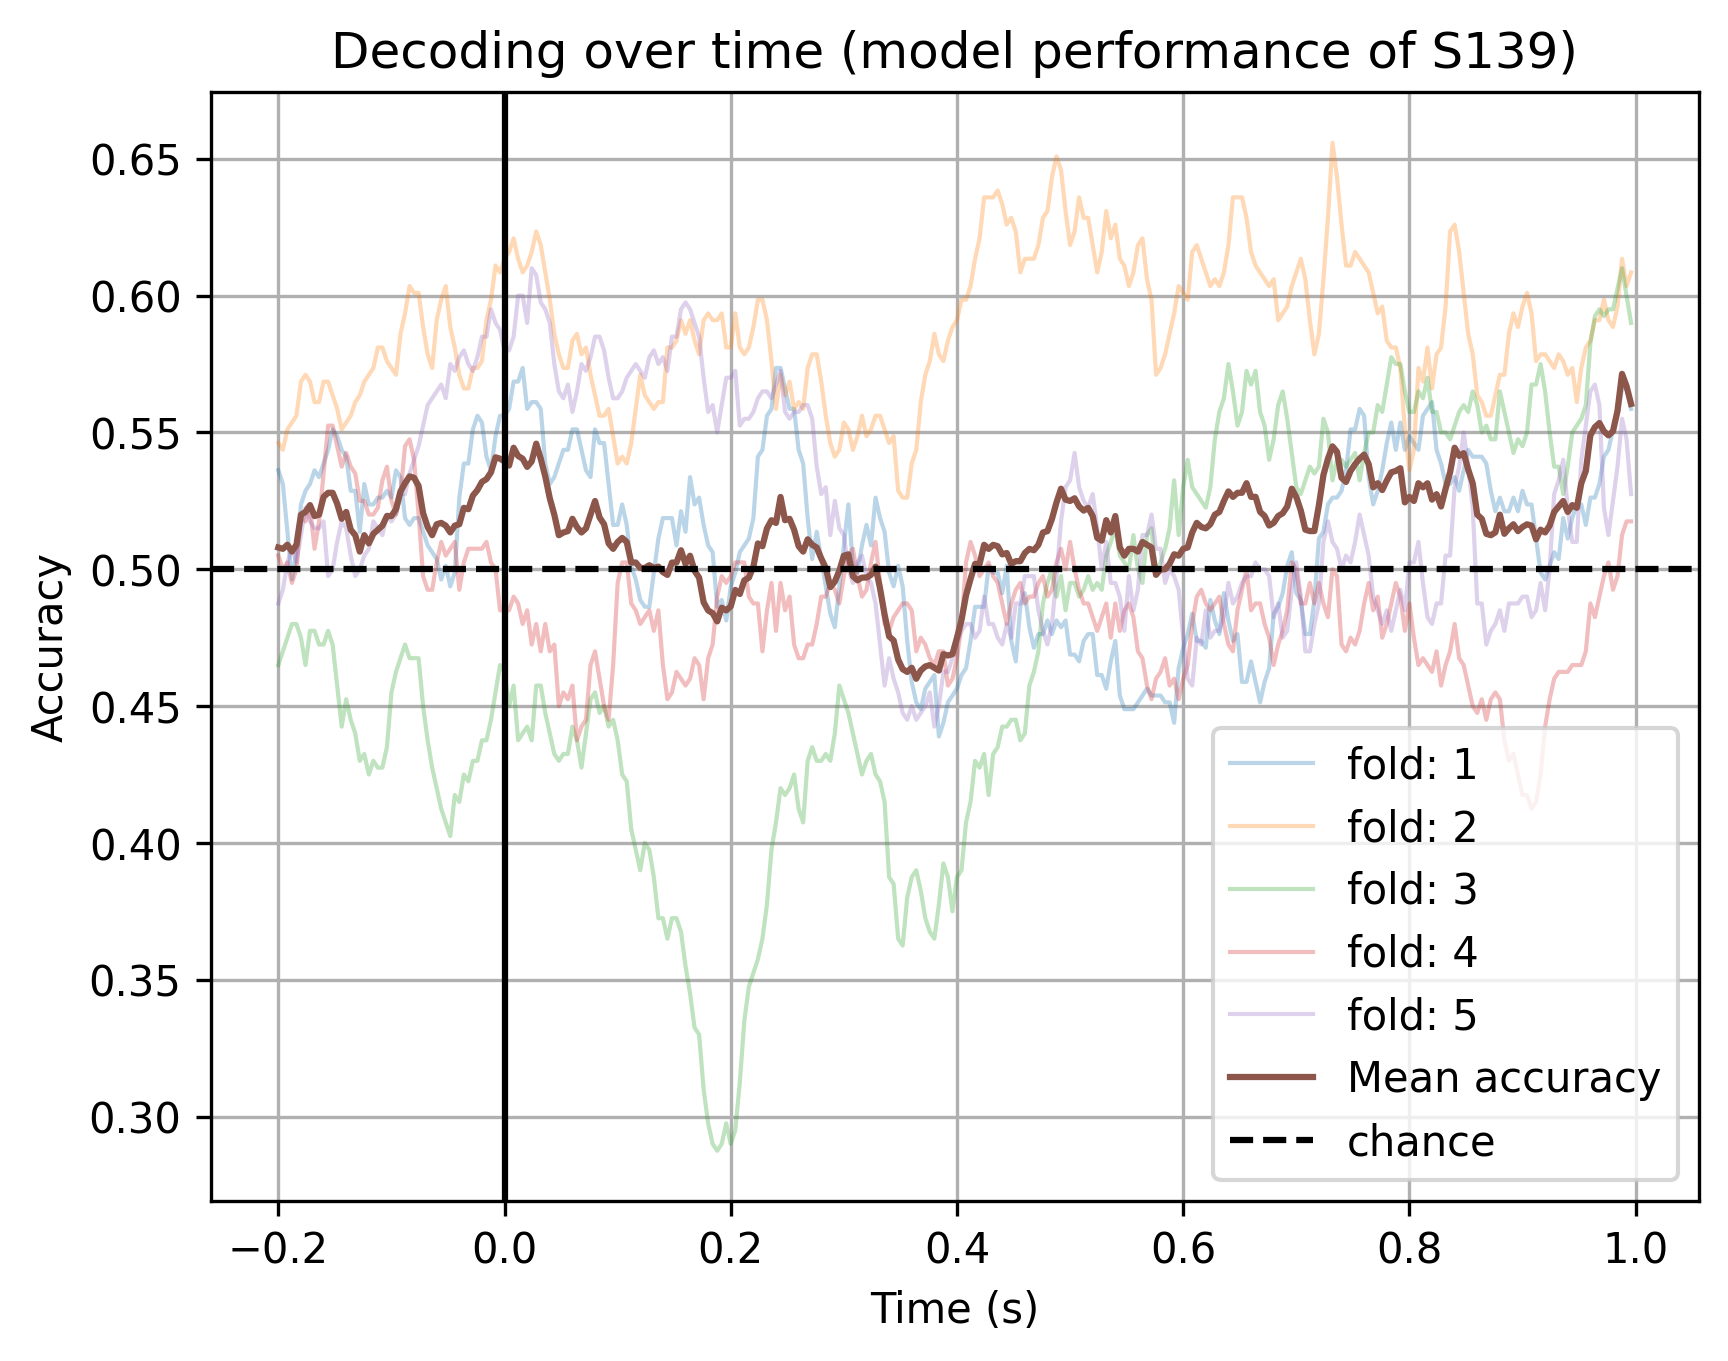 Decoding over time (model performance of S139)
Accuracy
0.65
0.60
0.55
0.50
0.45
0.40
0.35
0.30
−0.2 0.0 0.2 0.4 0.6 0.8 1.0
Time (s)
fold: 1
fold: 2
fold: 3
fold: 4
fold: 5
Mean accuracy
chance